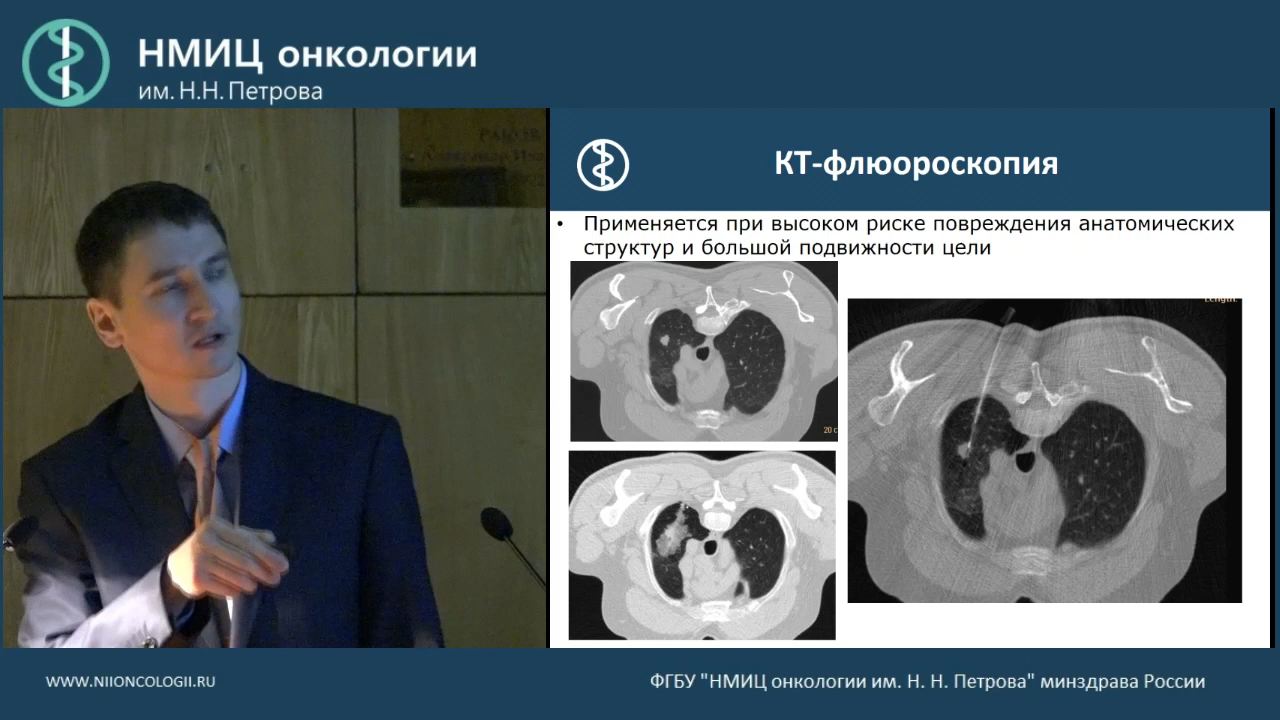 НМИЦ онкологии
им. Н.Н. Петрова
КТ-флюороскопия
• Применяется при высоком риске повреждения анатомических
структур и большой подвижности цели
20 c
WWW.NIIONCOLOGII.RU
ФГБУ "НМИЦ онкологии им. Н. Н. Петрова" минздрава России